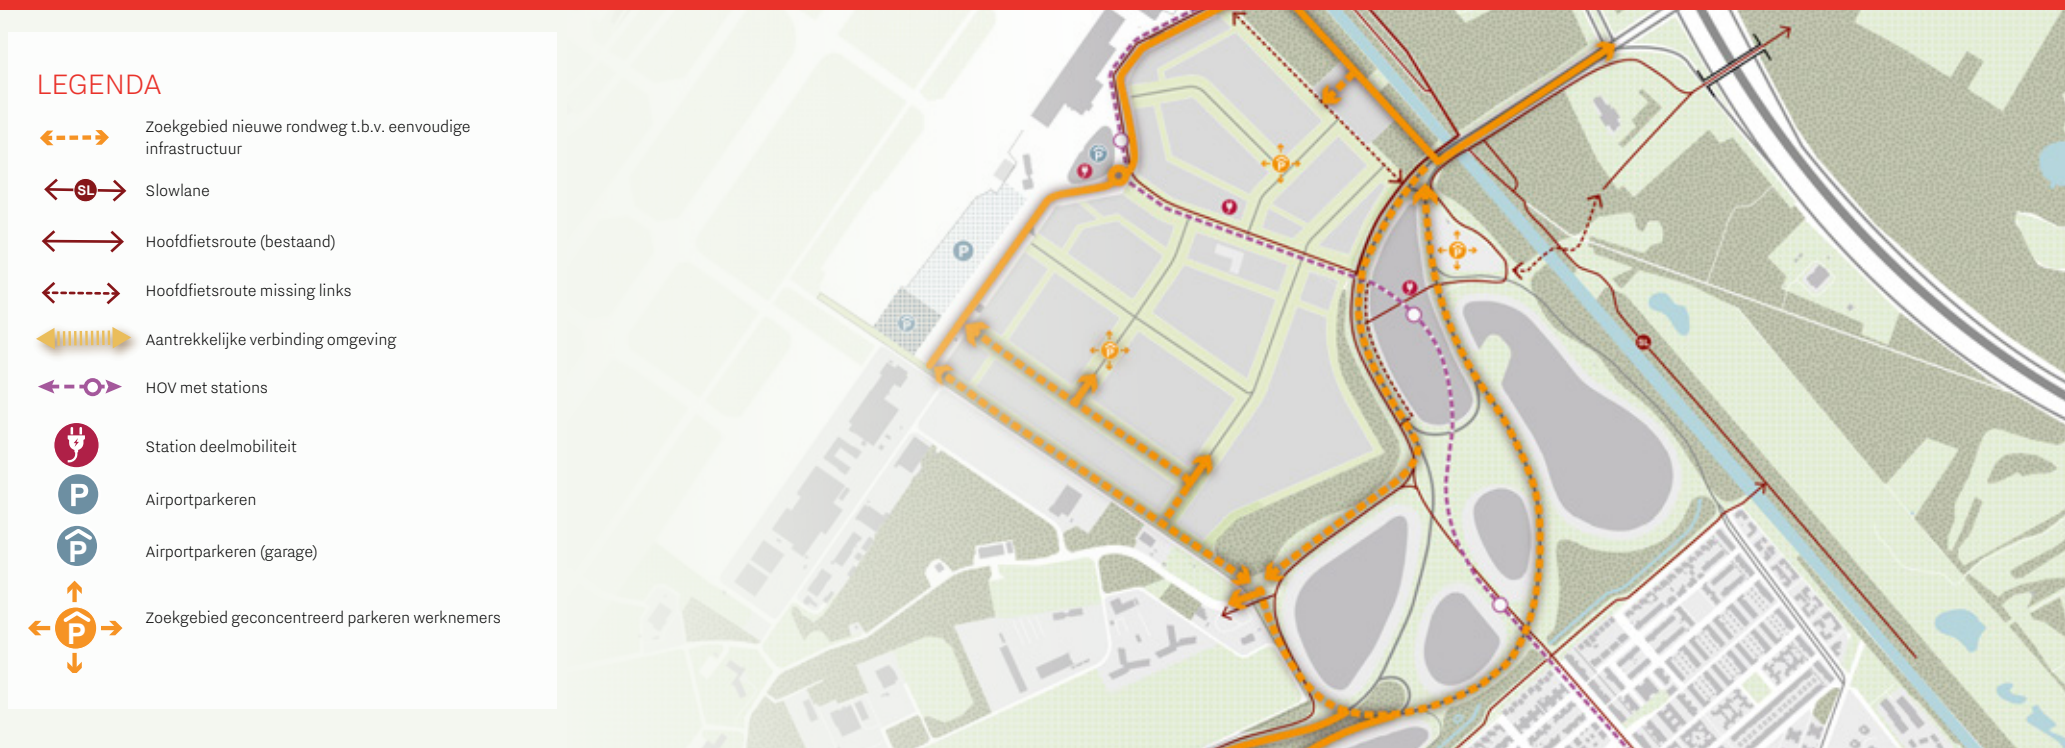 LEGENDA
Zoekgebied nieuwe rondweg t.b.v. eenvoudige
infrastructuur
SL
Slowlane
Hoofdfietsroute (bestaand)
Hoofdfietsroute missing links
Aantrekkelijke verbinding omgeving
HOV met stations
Station deelmobiliteit
P
Airportparkeren
P
Airportparkeren (garage)
P
Zoekgebied geconcentreerd parkeren werknemers
P
P
P
P
P
P
SL